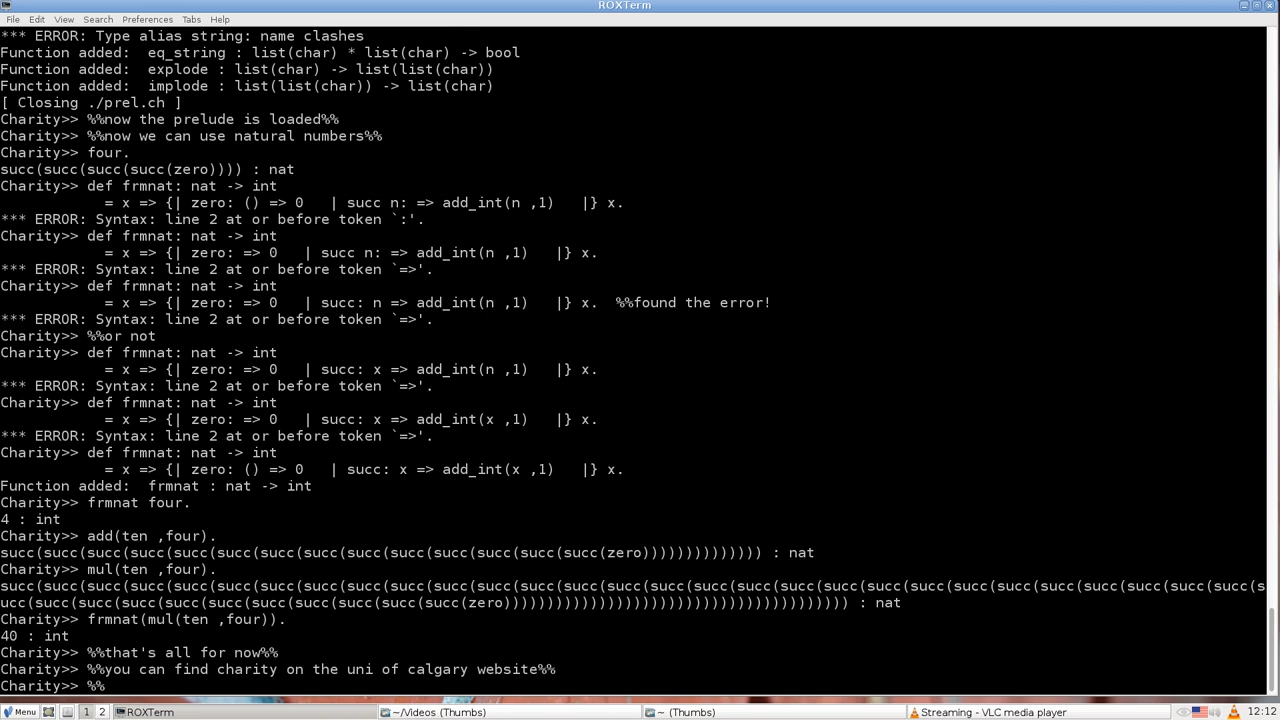 ROXTerm
File Edit View Search Preferences Tabs Help
*** ERROR: Type alias string: name clashes
Function added:  eq_string : list(char) * list(char) -> bool
Function added:  explode : list(char) -> list(list(char))
Function added:  implode : list(list(char)) -> list(char)
[ Closing ./prel.ch ]
Charity>> %%now the prelude is loaded%%
Charity>> %%now we can use natural numbers%%
Charity>> four.
succ(succ(succ(succ(zero)))) : nat
Charity>> def frmnat: nat -> int
            = x => {| zero: () => 0   | succ n: => add_int(n ,1)   |} x.
*** ERROR: Syntax: line 2 at or before token `:'.
Charity>> def frmnat: nat -> int
            = x => {| zero: => 0   | succ n: => add_int(n ,1)   |} x.
*** ERROR: Syntax: line 2 at or before token `=>'.
Charity>> def frmnat: nat -> int
            = x => {| zero: => 0   | succ: n => add_int(n ,1)   |} x.  %%found the error!
*** ERROR: Syntax: line 2 at or before token `=>'.
Charity>> %%or not
Charity>> def frmnat: nat -> int
            = x => {| zero: => 0   | succ: x => add_int(n ,1)   |} x.
*** ERROR: Syntax: line 2 at or before token `=>'.
Charity>> def frmnat: nat -> int
            = x => {| zero: => 0   | succ: x => add_int(x ,1)   |} x.
*** ERROR: Syntax: line 2 at or before token `=>'.
Charity>> def frmnat: nat -> int
            = x => {| zero: () => 0   | succ: x => add_int(x ,1)   |} x.
Function added:  frmnat : nat -> int
Charity>> frmnat four.
4 : int
Charity>> add(ten ,four).
succ(succ(succ(succ(succ(succ(succ(succ(succ(succ(succ(succ(succ(succ(zero)))))))))))))) : nat
Charity>> mul(ten ,four).
succ(succ(succ(succ(succ(succ(succ(succ(succ(succ(succ(succ(succ(succ(succ(succ(succ(succ(succ(succ(succ(succ(succ(succ(succ(succ(succ(succ(succ(s
ucc(succ(succ(succ(succ(succ(succ(succ(succ(succ(succ(zero)))))))))))))))))))))))))))))))))))))))) : nat
Charity>> frmnat(mul(ten ,four)).
40 : int
Charity>> %%that's all for now%%
Charity>> %%you can find charity on the uni of calgary website%%
Charity>> %%
Menu 1 2 ROXTerm ~/Videos (Thumbs) ~ (Thumbs) Streaming - VLC media player 12:12